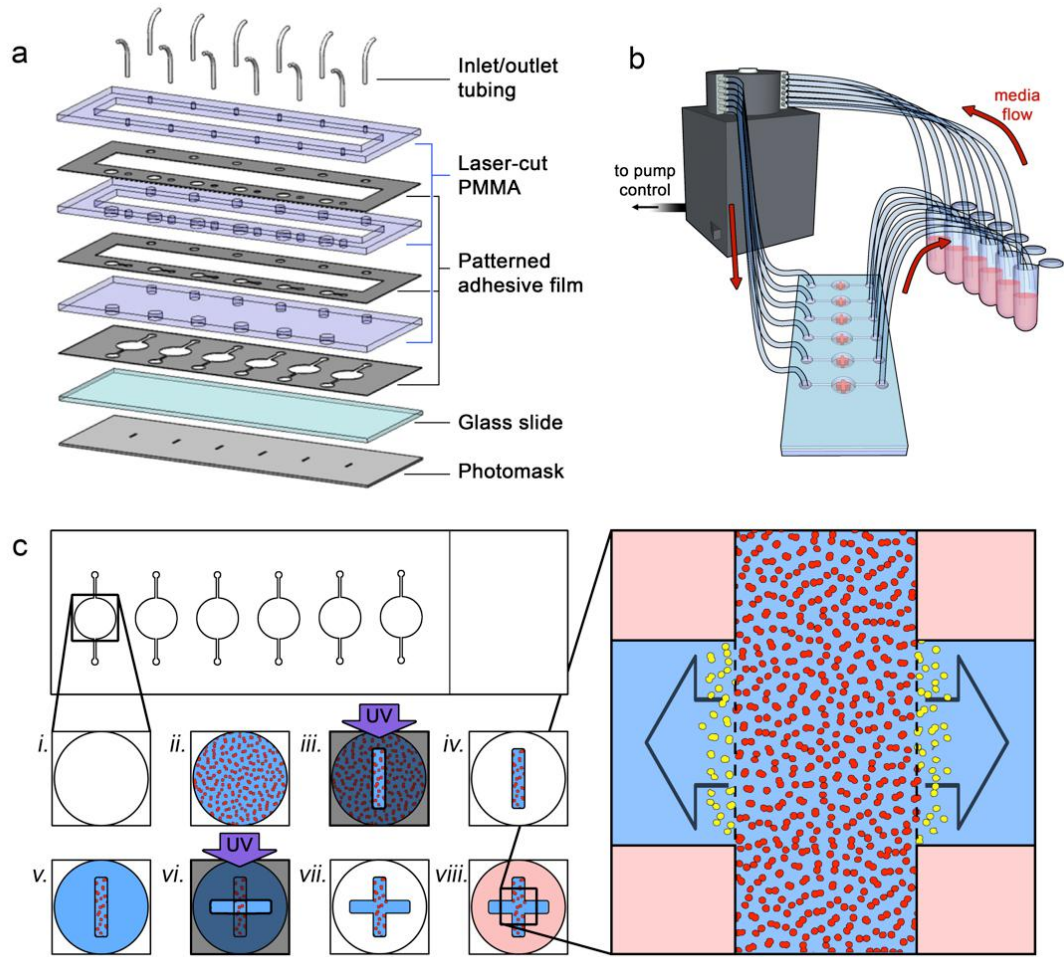 a
Inlet/outlet
tubing
Laser-cut
PMMA
Patterned
adhesive film
Glass slide
Photomask
b
media
flow
to pump
control
c
UV
i.
ii.
iii.
iv.
UV
v.
vi.
vii.
viii.